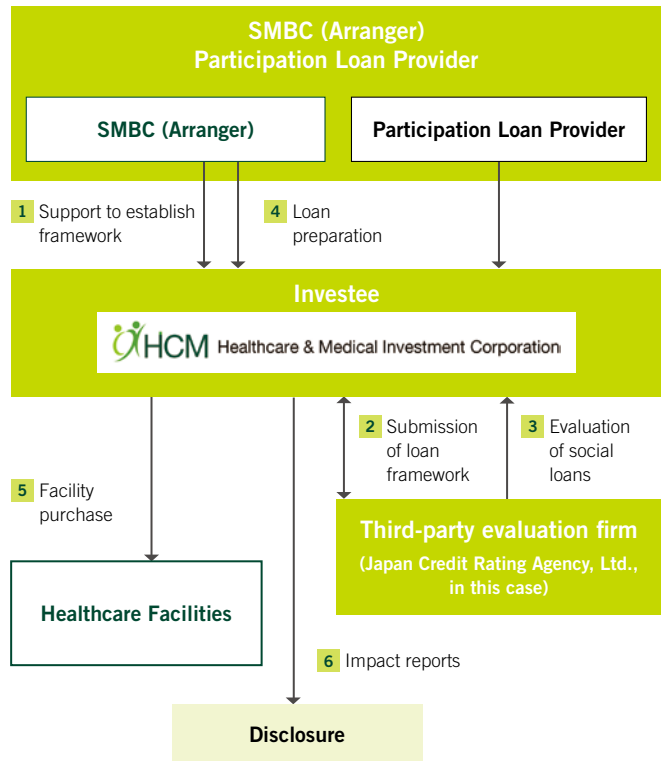 SMBC (Arranger)
Participation Loan Provider
SMBC (Arranger)
Participation Loan Provider
1 Support to establish
framework
4 Loan
preparation
Investee
HCM Healthcare & Medical Investment Corporation
2 Submission
of loan
framework
3 Evaluation
of social
loans
5 Facility
purchase
Third-party evaluation firm
(Japan Credit Rating Agency, Ltd.,
in this case)
Healthcare Facilities
6 Impact reports
Disclosure